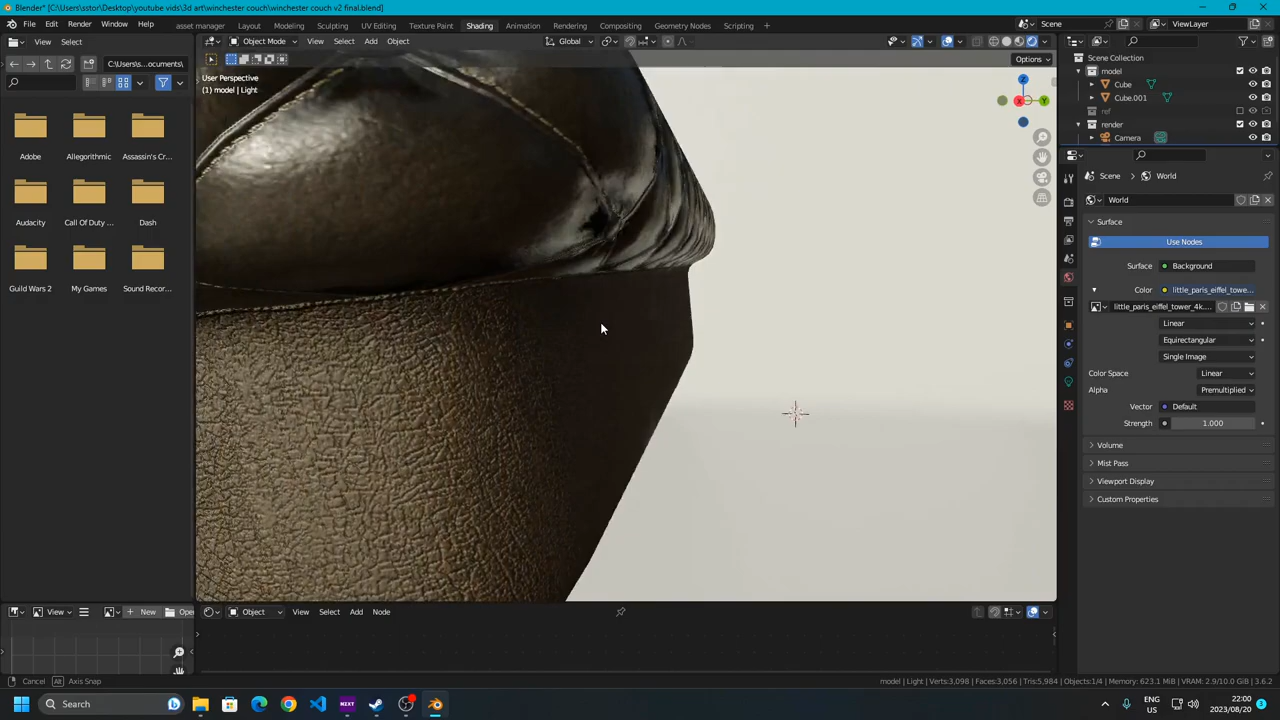 Blender* [C:\Users\sstor\Desktop\youtube vids\3d art\winchester couch\winchester couch v2 final.blend]
File Edit Render Window Help asset manager Layout Modeling Sculpting UV Editing Texture Paint Shading Animation Rendering Compositing Geometry Nodes Scripting + Scene ViewLayer
View Select Object Mode View Select Add Object Global
C:\Users\s...ocuments\ Options
User Perspective
(1) model | Light
Scene Collection
model
Cube
Cube.001
ref
render
Camera
Z
X
Y
Adobe Allegorithmic Assassin's Cr...
Audacity Call Of Duty ... Dash
Guild Wars 2 My Games Sound Recor...
Scene World
World
Surface
Use Nodes
Surface Background
Color little_paris_eiffel_towe...
little_paris_eiffel_tower_4k....
Linear
Equirectangular
Single Image
Color Space Linear
Alpha Premultiplied
Vector Default
Strength 1.000
Volume
Mist Pass
Viewport Display
Custom Properties
View + New Open Object View Select Add Node
Cancel Alt Axis Snap model | Light | Verts:3,098 | Faces:3,056 | Tris:5,984 | Objects:1/4 | Memory: 623.1 MiB | VRAM: 2.9/10.0 GiB | 3.6.2
Search NZXT ENG US 22:00 2023/08/20